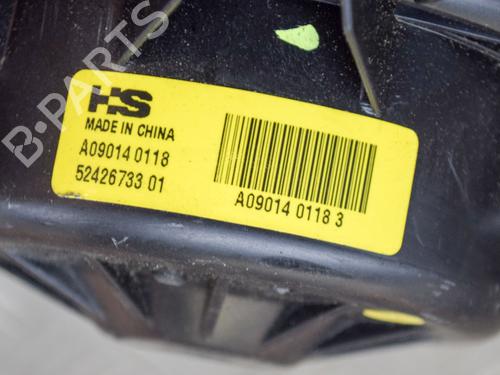 B-PARTS
HS
MADE IN CHINA
A09014 0118
52426733 01
A09014 0118 3